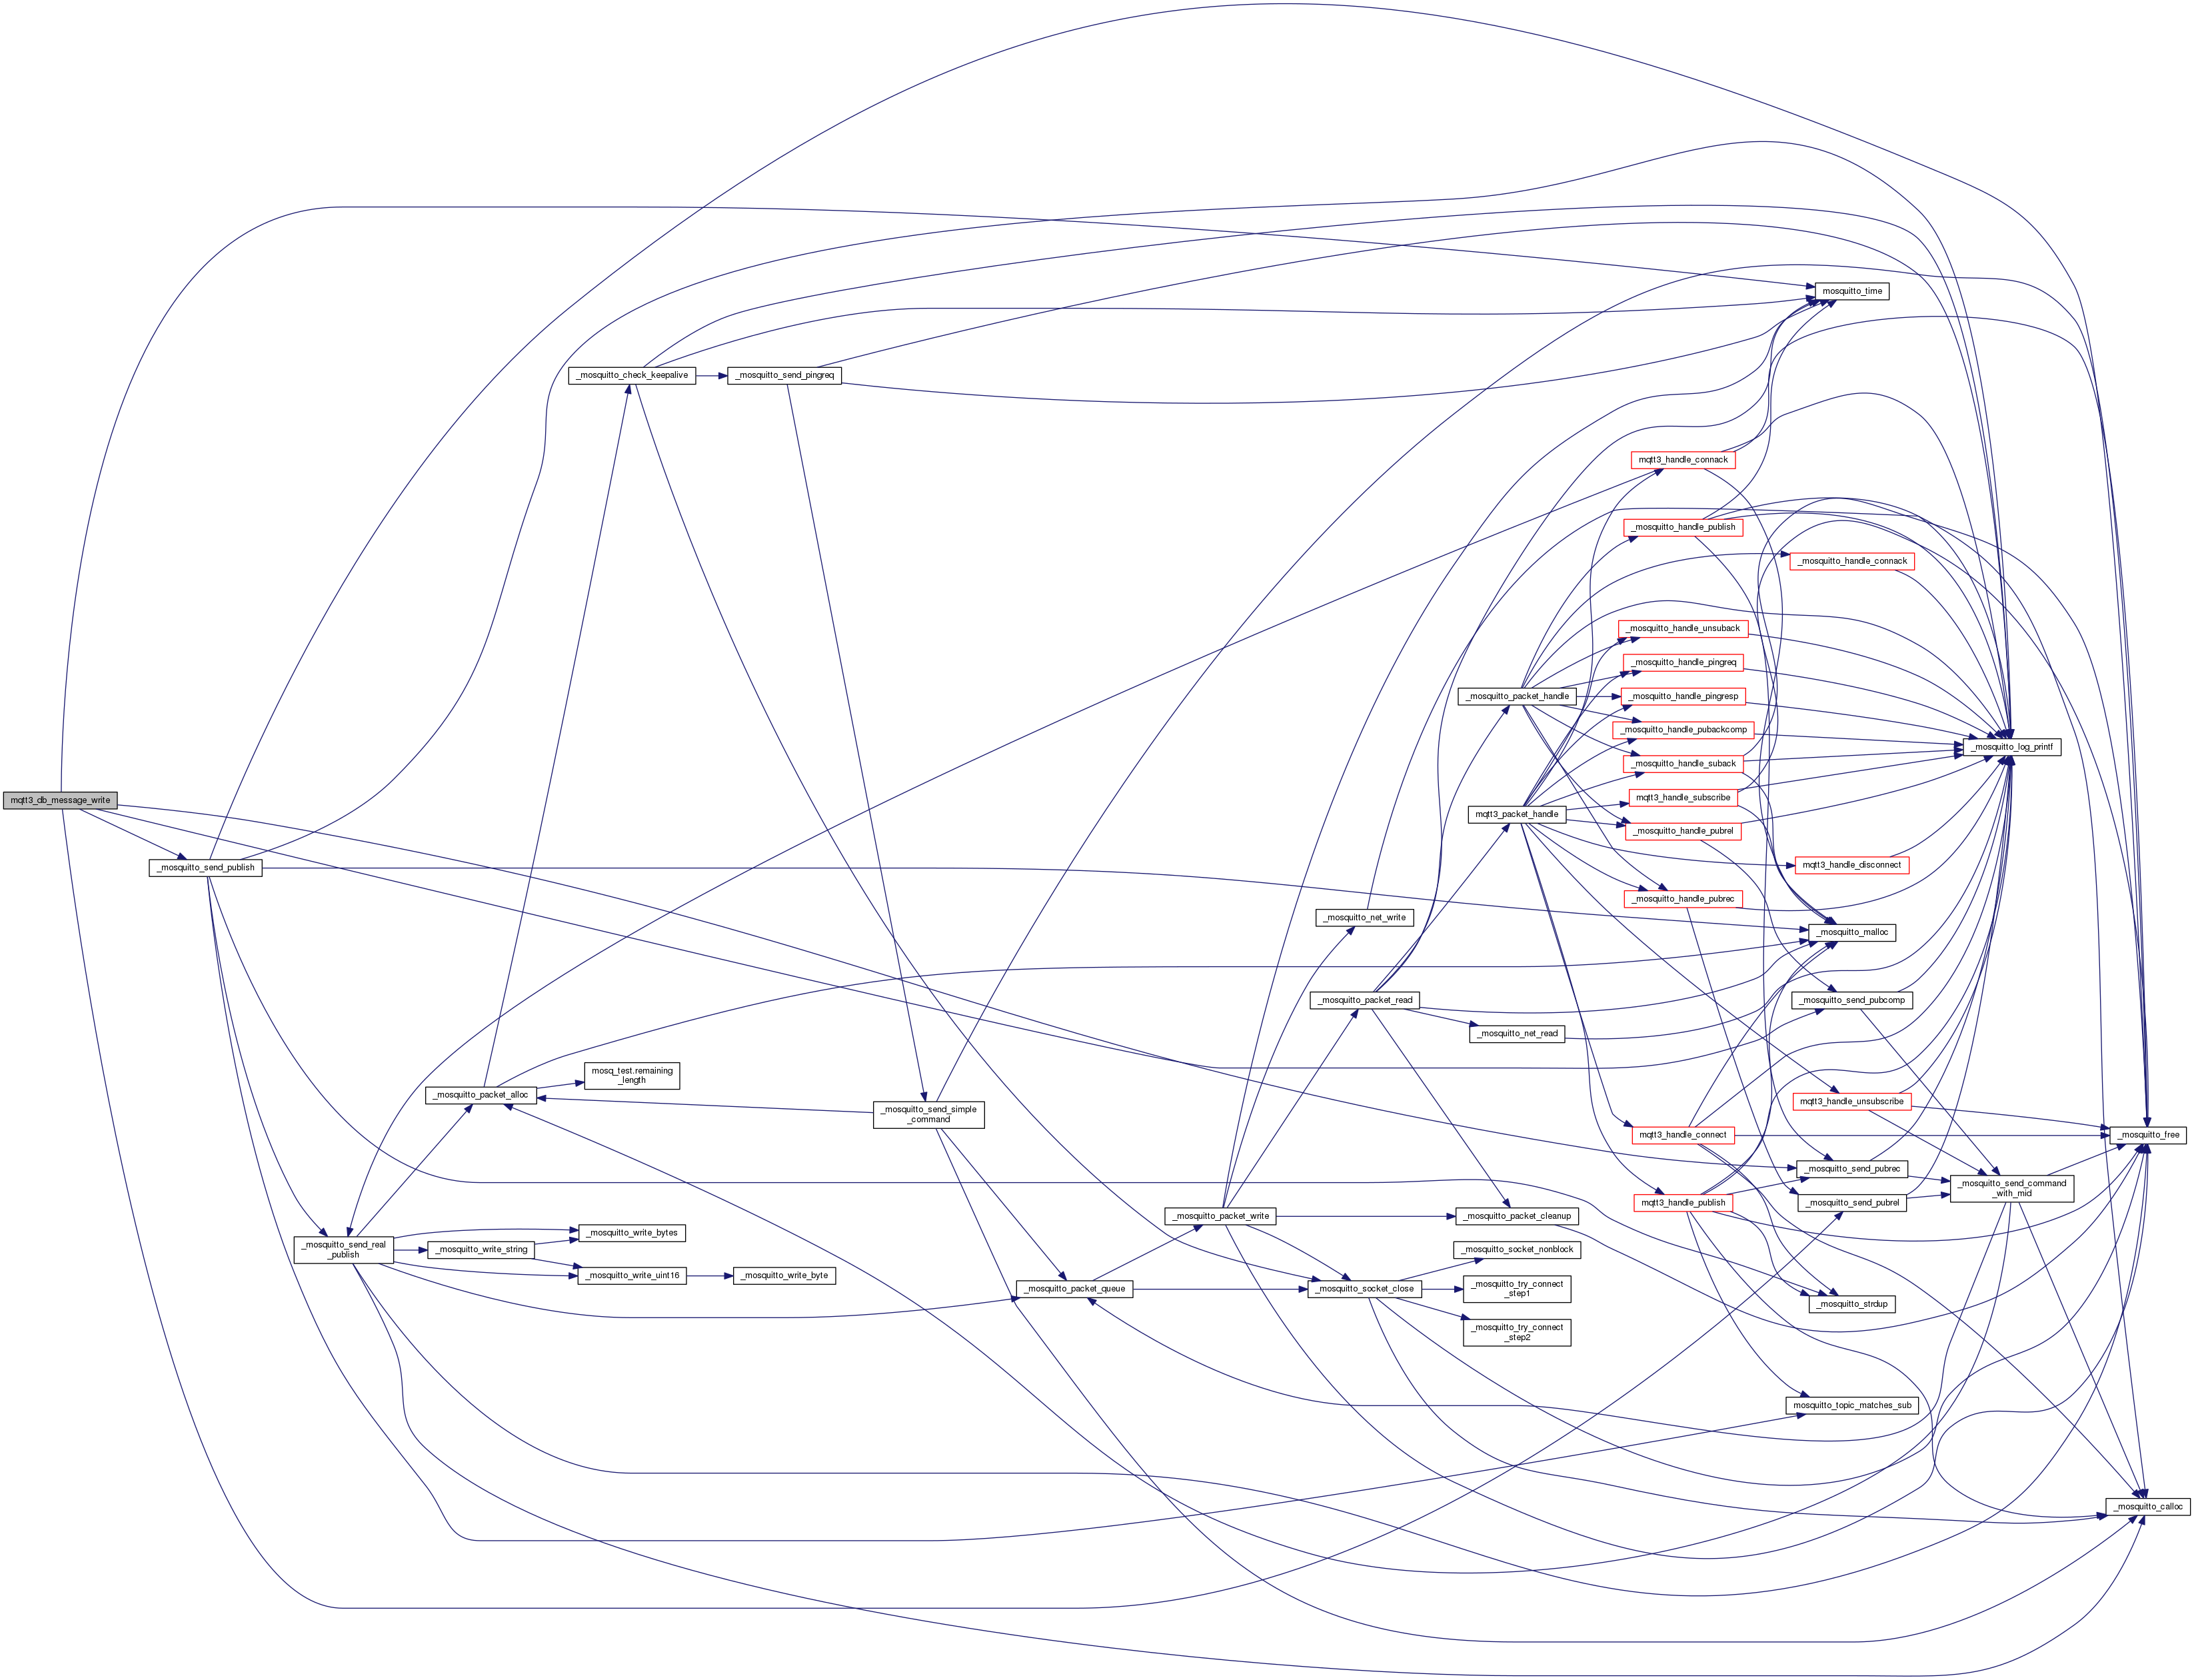 mqtt3_db_message_write
_mosquitto_send_publish
_mosquitto_send_real
_publish
_mosquitto_packet_alloc
_mosquitto_write_string
mosq_test.remaining
_length
_mosquitto_write_bytes
_mosquitto_write_uint16
_mosquitto_check_keepalive
_mosquitto_send_pingreq
_mosquitto_write_byte
_mosquitto_send_simple
_command
_mosquitto_packet_queue
_mosquitto_packet_write
_mosquitto_net_write
_mosquitto_packet_read
_mosquitto_socket_close
_mosquitto_packet_handle
mqtt3_packet_handle
_mosquitto_net_read
_mosquitto_packet_cleanup
_mosquitto_socket_nonblock
_mosquitto_try_connect
_step1
_mosquitto_try_connect
_step2
mqtt3_handle_connack
_mosquitto_handle_publish
_mosquitto_handle_unsuback
_mosquitto_handle_pingreq
_mosquitto_handle_pingresp
_mosquitto_handle_pubackcomp
_mosquitto_handle_suback
mqtt3_handle_subscribe
_mosquitto_handle_pubrel
_mosquitto_handle_pubrec
mqtt3_handle_connect
mqtt3_handle_publish
mosquitto_time
_mosquitto_handle_connack
mqtt3_handle_disconnect
_mosquitto_malloc
_mosquitto_send_pubcomp
mqtt3_handle_unsubscribe
_mosquitto_send_pubrec
_mosquitto_send_pubrel
_mosquitto_strdup
mosquitto_topic_matches_sub
_mosquitto_log_printf
_mosquitto_send_command
_with_mid
_mosquitto_free
_mosquitto_calloc